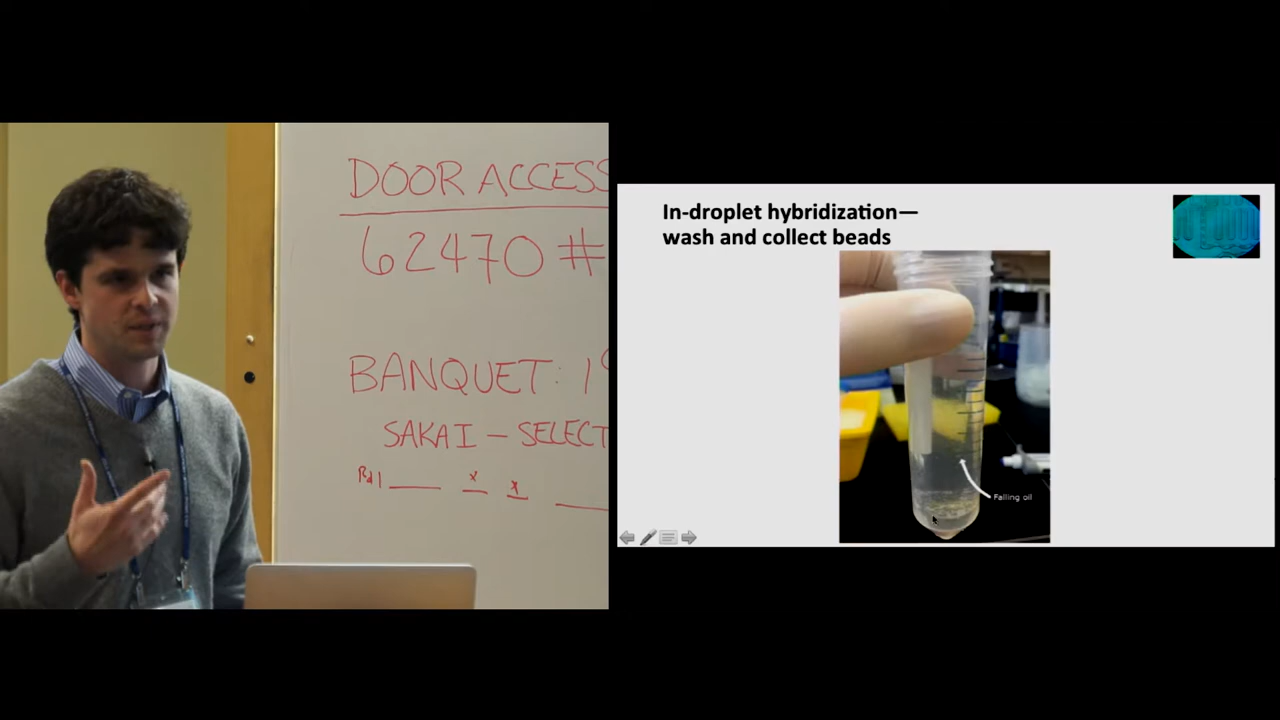 DOOR ACCESS
62470 #
BANQUET:
SAKAI – SELECT
In-droplet hybridization—
wash and collect beads
Falling oil